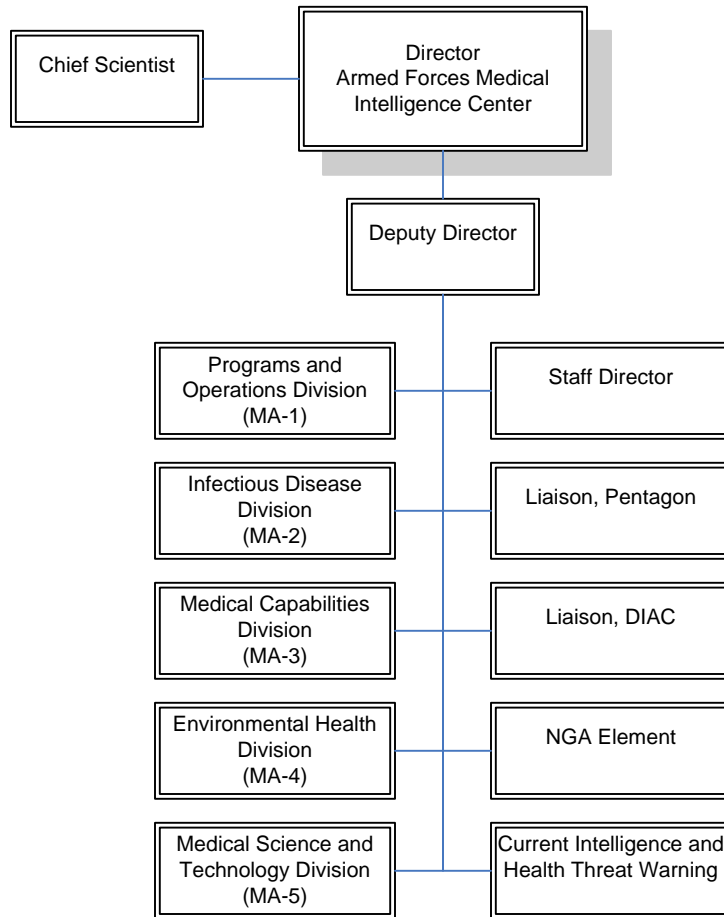 Chief Scientist
Director
Armed Forces Medical
Intelligence Center
Deputy Director
Programs and
Operations Division
(MA-1)
Staff Director
Infectious Disease
Division
(MA-2)
Liaison, Pentagon
Medical Capabilities
Division
(MA-3)
Liaison, DIAC
Environmental Health
Division
(MA-4)
NGA Element
Medical Science and
Technology Division
(MA-5)
Current Intelligence and
Health Threat Warning